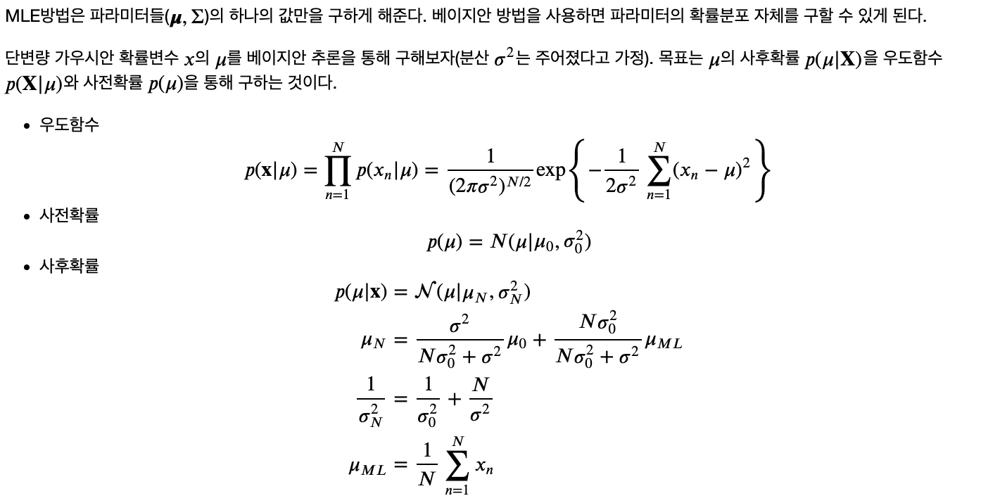 MLE방법은 파라미터들($\boldsymbol{\mu}, \Sigma$)의 하나의 값만을 구하게 해준다. 베이지안 방법을 사용하면 파라미터의 확률분포 자체를 구할 수 있게 된다.
단변량 가우시안 확률변수 $x$의 $\mu$를 베이지안 추론을 통해 구해보자(분산 $\sigma^2$는 주어졌다고 가정). 목표는 $\mu$의 사후확률 $p(\mu|\mathbf{X})$을 우도함수
$p(\mathbf{X}|\mu)$와 사전확률 $p(\mu)$을 통해 구하는 것이다.
• 우도함수
$p(\mathbf{x}|\mu) = \prod_{n=1}^{N} p(x_n|\mu) = \frac{1}{(2\pi\sigma^2)^{N/2}} \exp\left\{-\frac{1}{2\sigma^2} \sum_{n=1}^{N} (x_n - \mu)^2\right\}$
• 사전확률
$p(\mu) = N(\mu|\mu_0, \sigma_0^2)$
• 사후확률
$p(\mu|\mathbf{x}) = \mathcal{N}(\mu|\mu_N, \sigma_N^2)$
$\mu_N = \frac{\sigma^2}{N\sigma_0^2 + \sigma^2} \mu_0 + \frac{N\sigma_0^2}{N\sigma_0^2 + \sigma^2} \mu_{ML}$
$\frac{1}{\sigma_N^2} = \frac{1}{\sigma_0^2} + \frac{N}{\sigma^2}$
$\mu_{ML} = \frac{1}{N} \sum_{n=1}^{N} x_n$